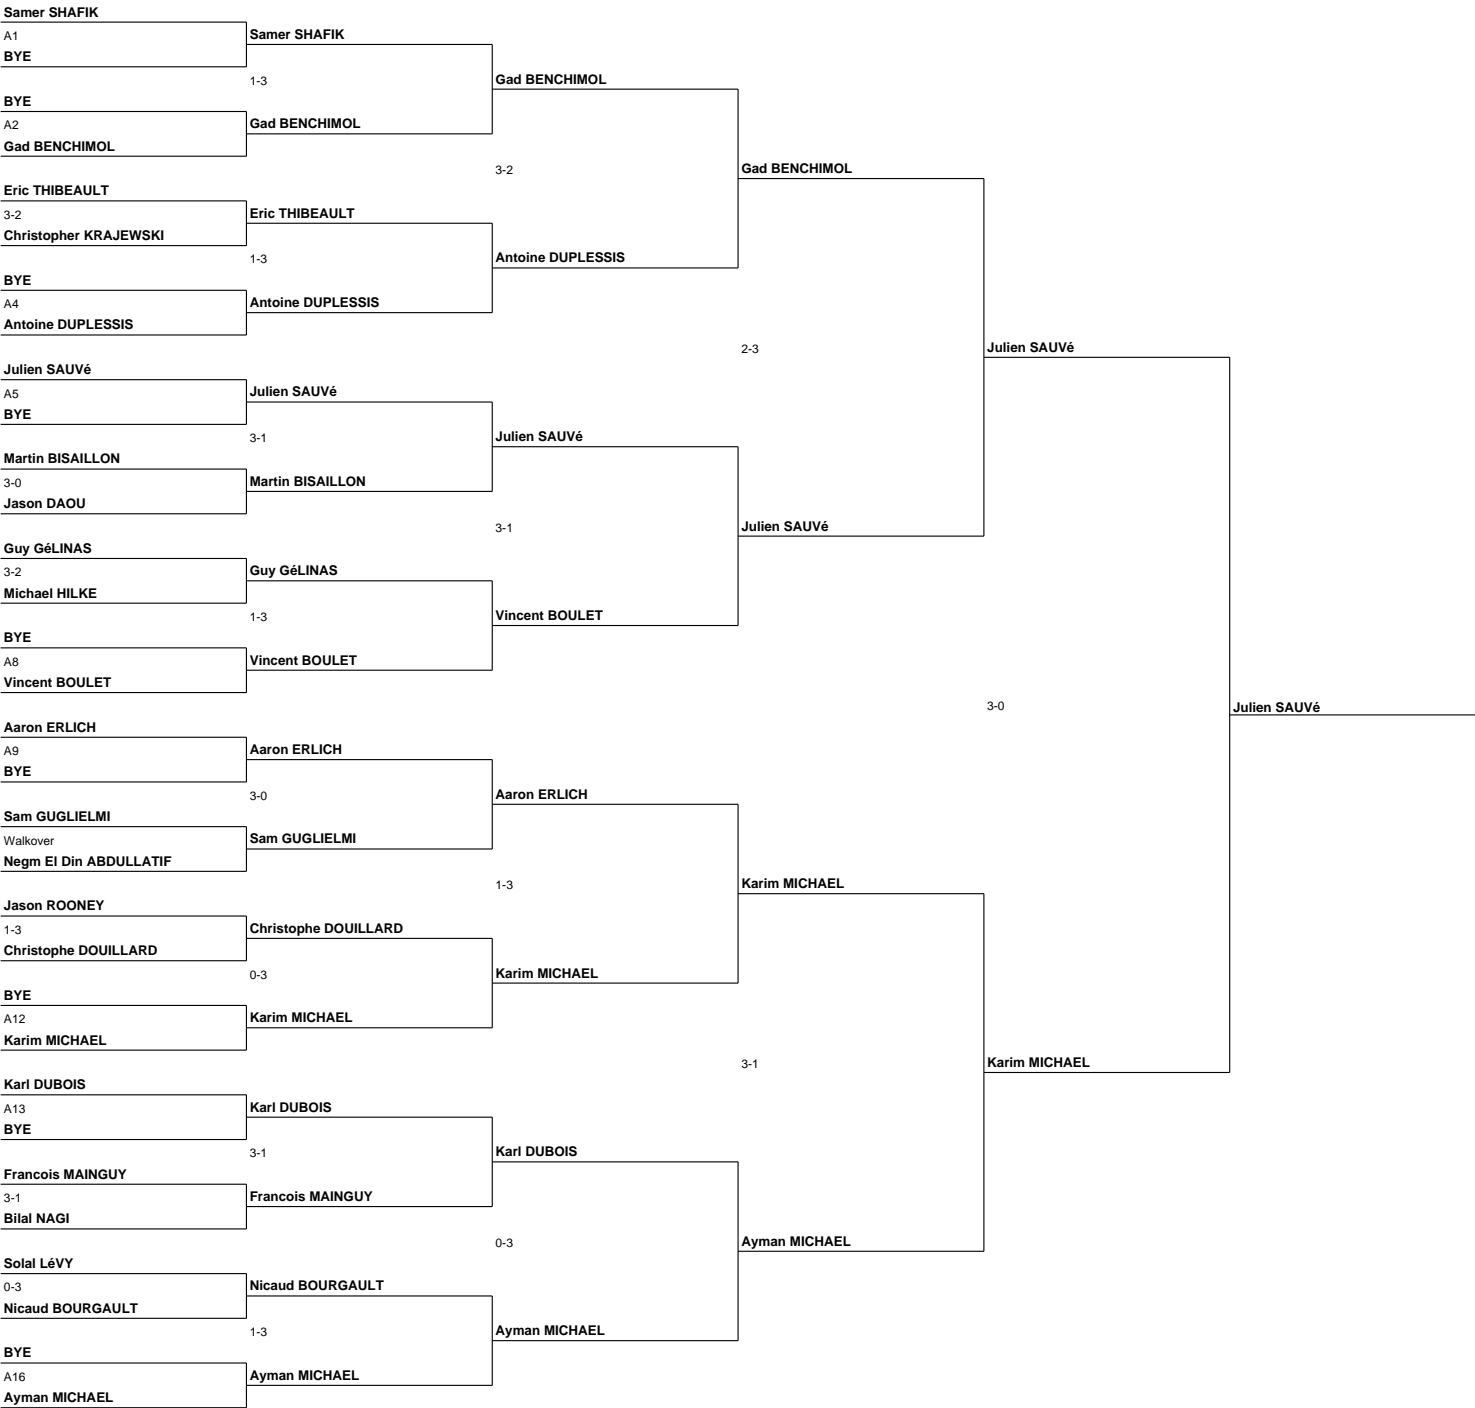 Samer SHAFIK
A1
BYE
BYE
A2
Gad BENCHIMOL
Eric THIBEAULT
3-2
Christopher KRAJEWSKI
BYE
A4
Antoine DUPLESSIS
Julien SAUVé
A5
BYE
Martin BISAILLON
3-0
Jason DAOU
Guy GéLINAS
3-2
Michael HILKE
BYE
A8
Vincent BOULET
Aaron ERLICH
A9
BYE
Sam GUGLIELMI
Walkover
Negm El Din ABDULLATIF
Jason ROONEY
1-3
Christophe DOUILLARD
BYE
A12
Karim MICHAEL
Karl DUBOIS
A13
BYE
Francois MAINGUY
3-1
Bilal NAGI
Solal LéVY
0-3
Nicaud BOURGAULT
BYE
A16
Ayman MICHAEL
Samer SHAFIK
1-3
Gad BENCHIMOL
Eric THIBEAULT
1-3
Antoine DUPLESSIS
Julien SAUVé
3-1
Martin BISAILLON
Guy GéLINAS
1-3
Vincent BOULET
Aaron ERLICH
3-0
Sam GUGLIELMI
Christophe DOUILLARD
0-3
Karim MICHAEL
Karl DUBOIS
3-1
Francois MAINGUY
Nicaud BOURGAULT
1-3
Ayman MICHAEL
Gad BENCHIMOL
3-2
Antoine DUPLESSIS
Julien SAUVé
3-1
Vincent BOULET
Aaron ERLICH
1-3
Karim MICHAEL
Karl DUBOIS
0-3
Ayman MICHAEL
Gad BENCHIMOL
2-3
Julien SAUVé
Karim MICHAEL
3-1
Ayman MICHAEL
Julien SAUVé
3-0
Karim MICHAEL
Julien SAUVé